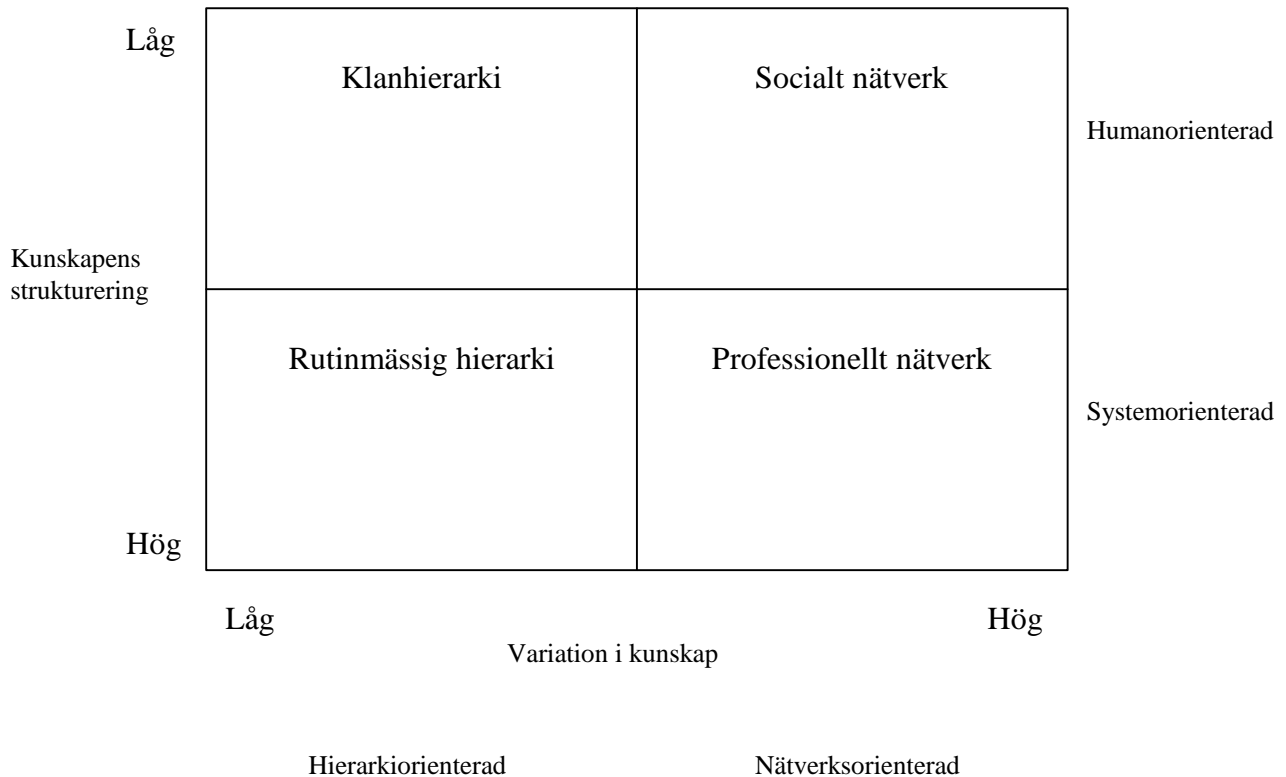 Låg
Klanhierarki
Socialt nätverk
Humanorienterad
Kunskapens
strukturering
Rutinmässig hierarki
Professionellt nätverk
Systemorienterad
Hög
Låg
Hög
Variation i kunskap
Hierarkiorienterad
Nätverksorienterad